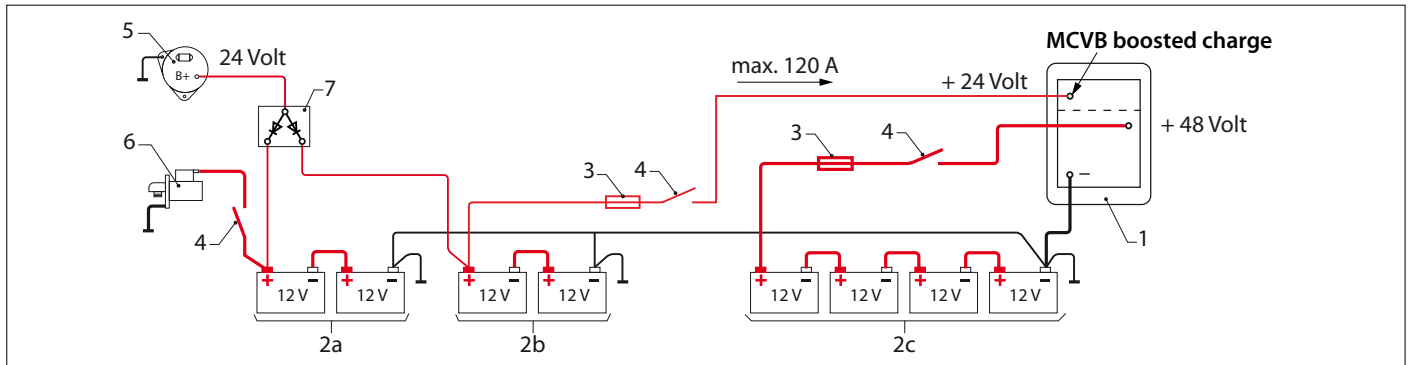 5
24 Volt
B+
7
6
4
MCVB boosted charge
max. 120 A
+ 24 Volt
+ 48 Volt
3
4
3
4
–
1
+ – + –
12 V 12 V
2a
+ – + –
12 V 12 V
2b
+ – + – + – + –
12 V 12 V 12 V 12 V
2c